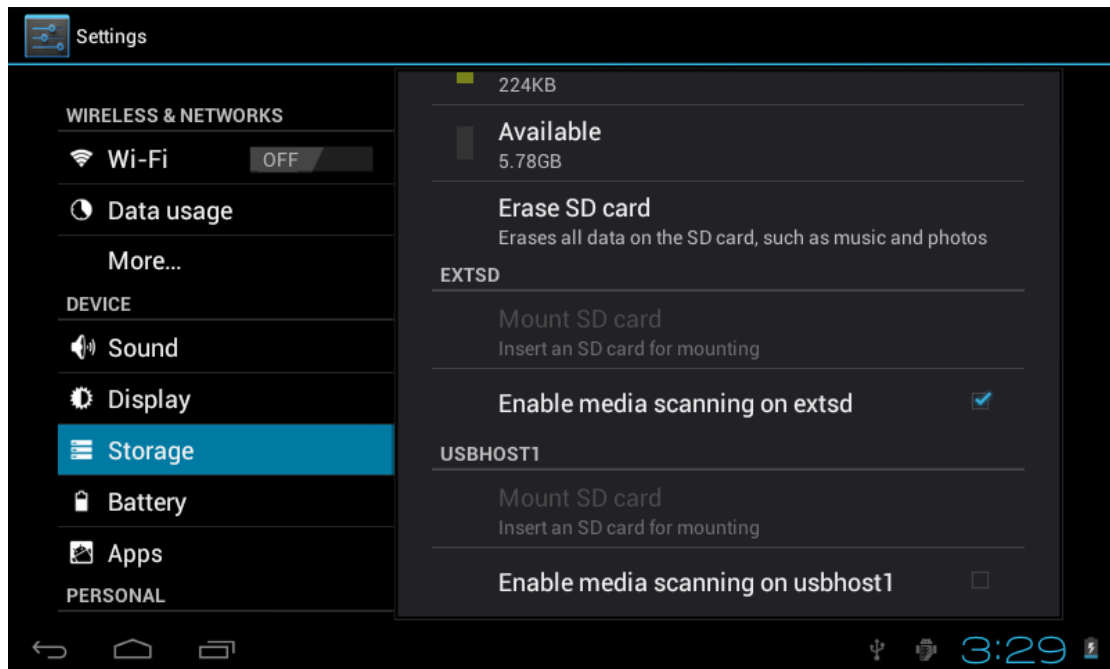 Settings
WIRELESS & NETWORKS
Wi-Fi OFF
Data usage
More...
DEVICE
Sound
Display
Storage
Battery
Apps
PERSONAL
224KB
Available
5.78GB
Erase SD card
Erases all data on the SD card, such as music and photos
EXTSD
Mount SD card
Insert an SD card for mounting
Enable media scanning on extsd
USBHOST1
Mount SD card
Insert an SD card for mounting
Enable media scanning on usbhost1
3:29